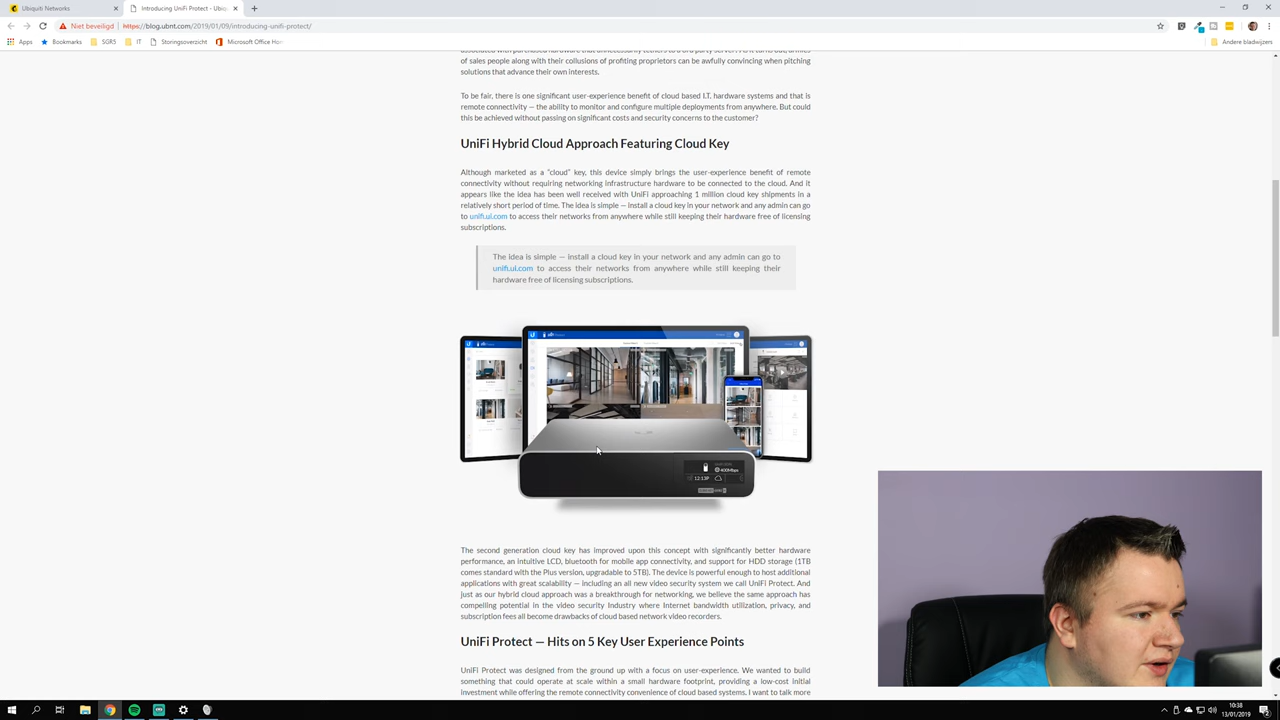 Ubiquiti Networks
Introducing UniFi Protect - Ubiq
Niet beveiligd
https://blog.ubnt.com/2019/01/09/introducing-unifi-protect/
Apps
Bookmarks
SGR5
IT
Storingsoverzicht
Microsoft Office Ho
Andere bladwijzers
of sales people along with their collusions of profiting proprietors can be awfully convincing when pitching
solutions that advance their own interests.
To be fair, there is one significant user-experience benefit of cloud based I.T. hardware systems and that is
remote connectivity — the ability to monitor and configure multiple deployments from anywhere. But could
this be achieved without passing on significant costs and security concerns to the customer?
UniFi Hybrid Cloud Approach Featuring Cloud Key
Although marketed as a "cloud" key, this device simply brings the user-experience benefit of remote
connectivity without requiring networking infrastructure hardware to be connected to the cloud. And it
appears like the idea has been well received with UniFi approaching 1 million cloud key shipments in a
relatively short period of time. The idea is simple — install a cloud key in your network and any admin can go
to unifi.ui.com to access their networks from anywhere while still keeping their hardware free of licensing
subscriptions.
The idea is simple — install a cloud key in your network and any admin can go to
unifi.ui.com to access their networks from anywhere while still keeping their
hardware free of licensing subscriptions.
400Mbps
12:13P
The second generation cloud key has improved upon this concept with significantly better hardware
performance, an intuitive LCD, bluetooth for mobile app connectivity, and support for HDD storage (1TB
comes standard with the Plus version, upgradable to 5TB). The device is powerful enough to host additional
applications with great scalability — including an all new video security system we call UniFi Protect. And
just as our hybrid cloud approach was a breakthrough for networking, we believe the same approach has
compelling potential in the video security Industry where Internet bandwidth utilization, privacy, and
subscription fees all become drawbacks of cloud based network video recorders.
UniFi Protect — Hits on 5 Key User Experience Points
UniFi Protect was designed from the ground up with a focus on user-experience. We wanted to build
something that could operate at scale within a small hardware footprint, providing a low-cost initial
investment while offering the remote connectivity convenience of cloud based systems. I want to talk more
10:38
13/01/2019